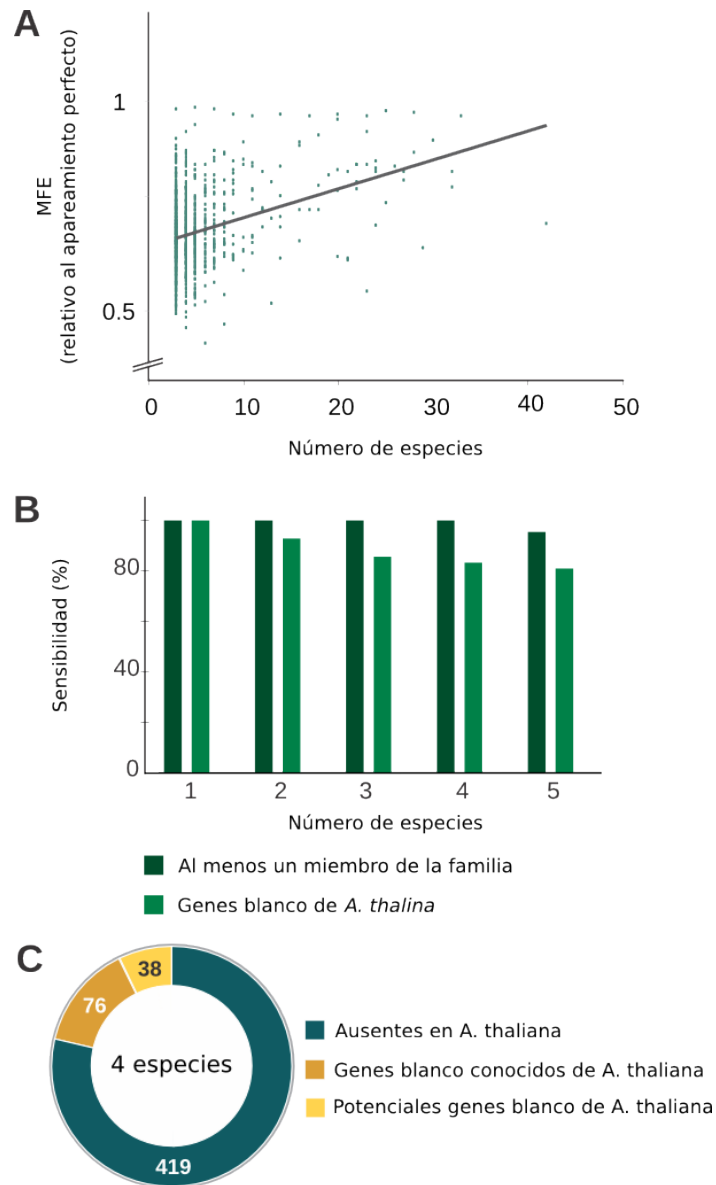 A
MFE
(relativo al apareamiento perfecto)
1
0.5
0 10 20 30 40 50
Número de especies
B
Sensibilidad (%)
80
40
0
1 2 3 4 5
Número de especies
Al menos un miembro de la familia
Genes blanco de A. thalina
C
38
76
4 especies
419
Ausentes en A. thaliana
Genes blanco conocidos de A. thaliana
Potenciales genes blanco de A. thaliana